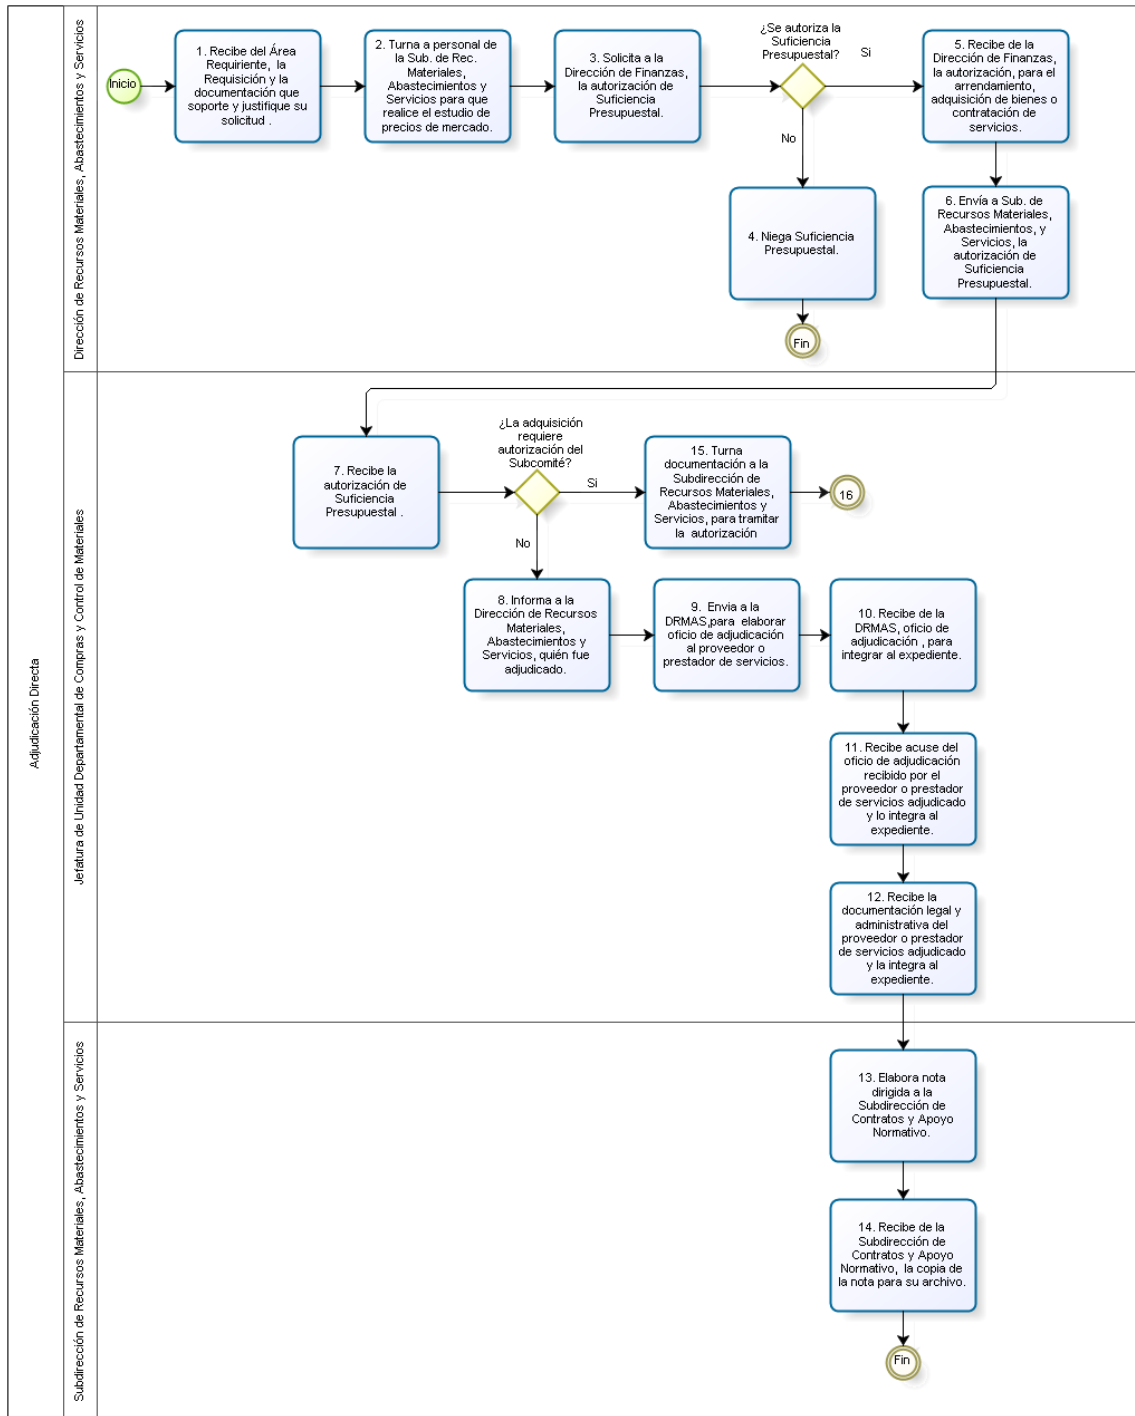 Adjudicación Directa
Dirección de Recursos Materiales, Abastecimientos y Servicios
Inicio
1. Recibe del Área
Requiriente, la
Requisición y la
documentación que
soporte y justifique su
solicitud .
2. Turna a personal de
la Sub. de Rec.
Materiales,
Abastecimientos y
Servicios para que
realice el estudio de
precios de mercado.
3. Solicita a la
Dirección de Finanzas,
la autorización de
Suficiencia
Presupuestal.
¿Se autoriza la
Suficiencia
Presupuestal?
Si
No
5. Recibe de la
Dirección de Finanzas,
la autorización, para el
arrendamiento,
adquisición de bienes o
contratación de
servicios.
4. Niega Suficiencia
Presupuestal.
Fin
6. Envía a Sub. de
Recursos Materiales,
Abastecimientos, y
Servicios, la
autorización de
Suficiencia
Presupuestal.
Jefatura de Unidad Departamental de Compras y Control de Materiales
7. Recibe la
autorización de
Suficiencia
Presupuestal .
¿La adquisición
requiere
autorización del
Subcomité?
Si
No
15. Turna
documentación a la
Subdirección de
Recursos Materiales,
Abastecimientos y
Servicios, para tramitar
la autorización
16
8. Informa a la
Dirección de Recursos
Materiales,
Abastecimientos y
Servicios, quién fue
adjudicado.
9. Envia a la
DRMAS,para elaborar
oficio de adjudicación
al proveedor o
prestador de servicios.
10. Recibe de la
DRMAS, oficio de
adjudicación , para
integrar al expediente.
11. Recibe acuse del
oficio de adjudicación
recibido por el
proveedor o prestador
de servicios adjudicado
y lo integra al
expediente.
12. Recibe la
documentación legal y
administrativa del
proveedor o prestador
de servicios adjudicado
y la integra al
expediente.
Subdirección de Recursos Materiales, Abastecimientos y Servicios
13. Elabora nota
dirigida a la
Subdirección de
Contratos y Apoyo
Normativo.
14. Recibe de la
Subdirección de
Contratos y Apoyo
Normativo, la copia de
la nota para su archivo.
Fin